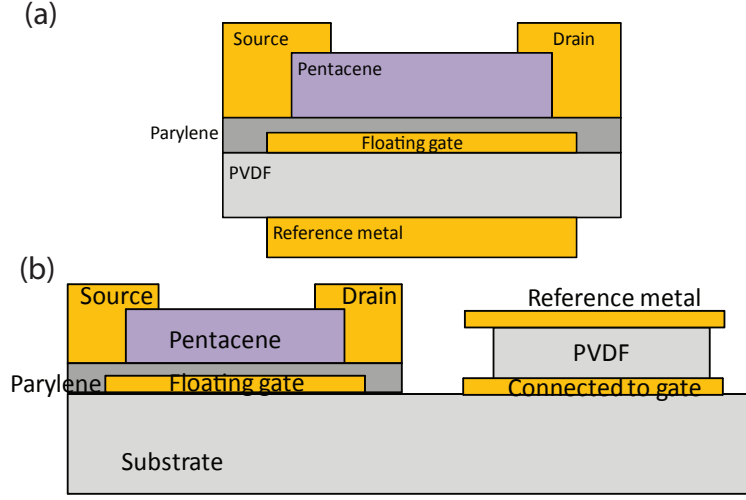 (a)
Source
Drain
Pentacene
Parylene
Floating gate
PVDF
Reference metal
(b)
Source
Drain
Reference metal
Pentacene
PVDF
Parylene
Floating gate
Connected to gate
Substrate